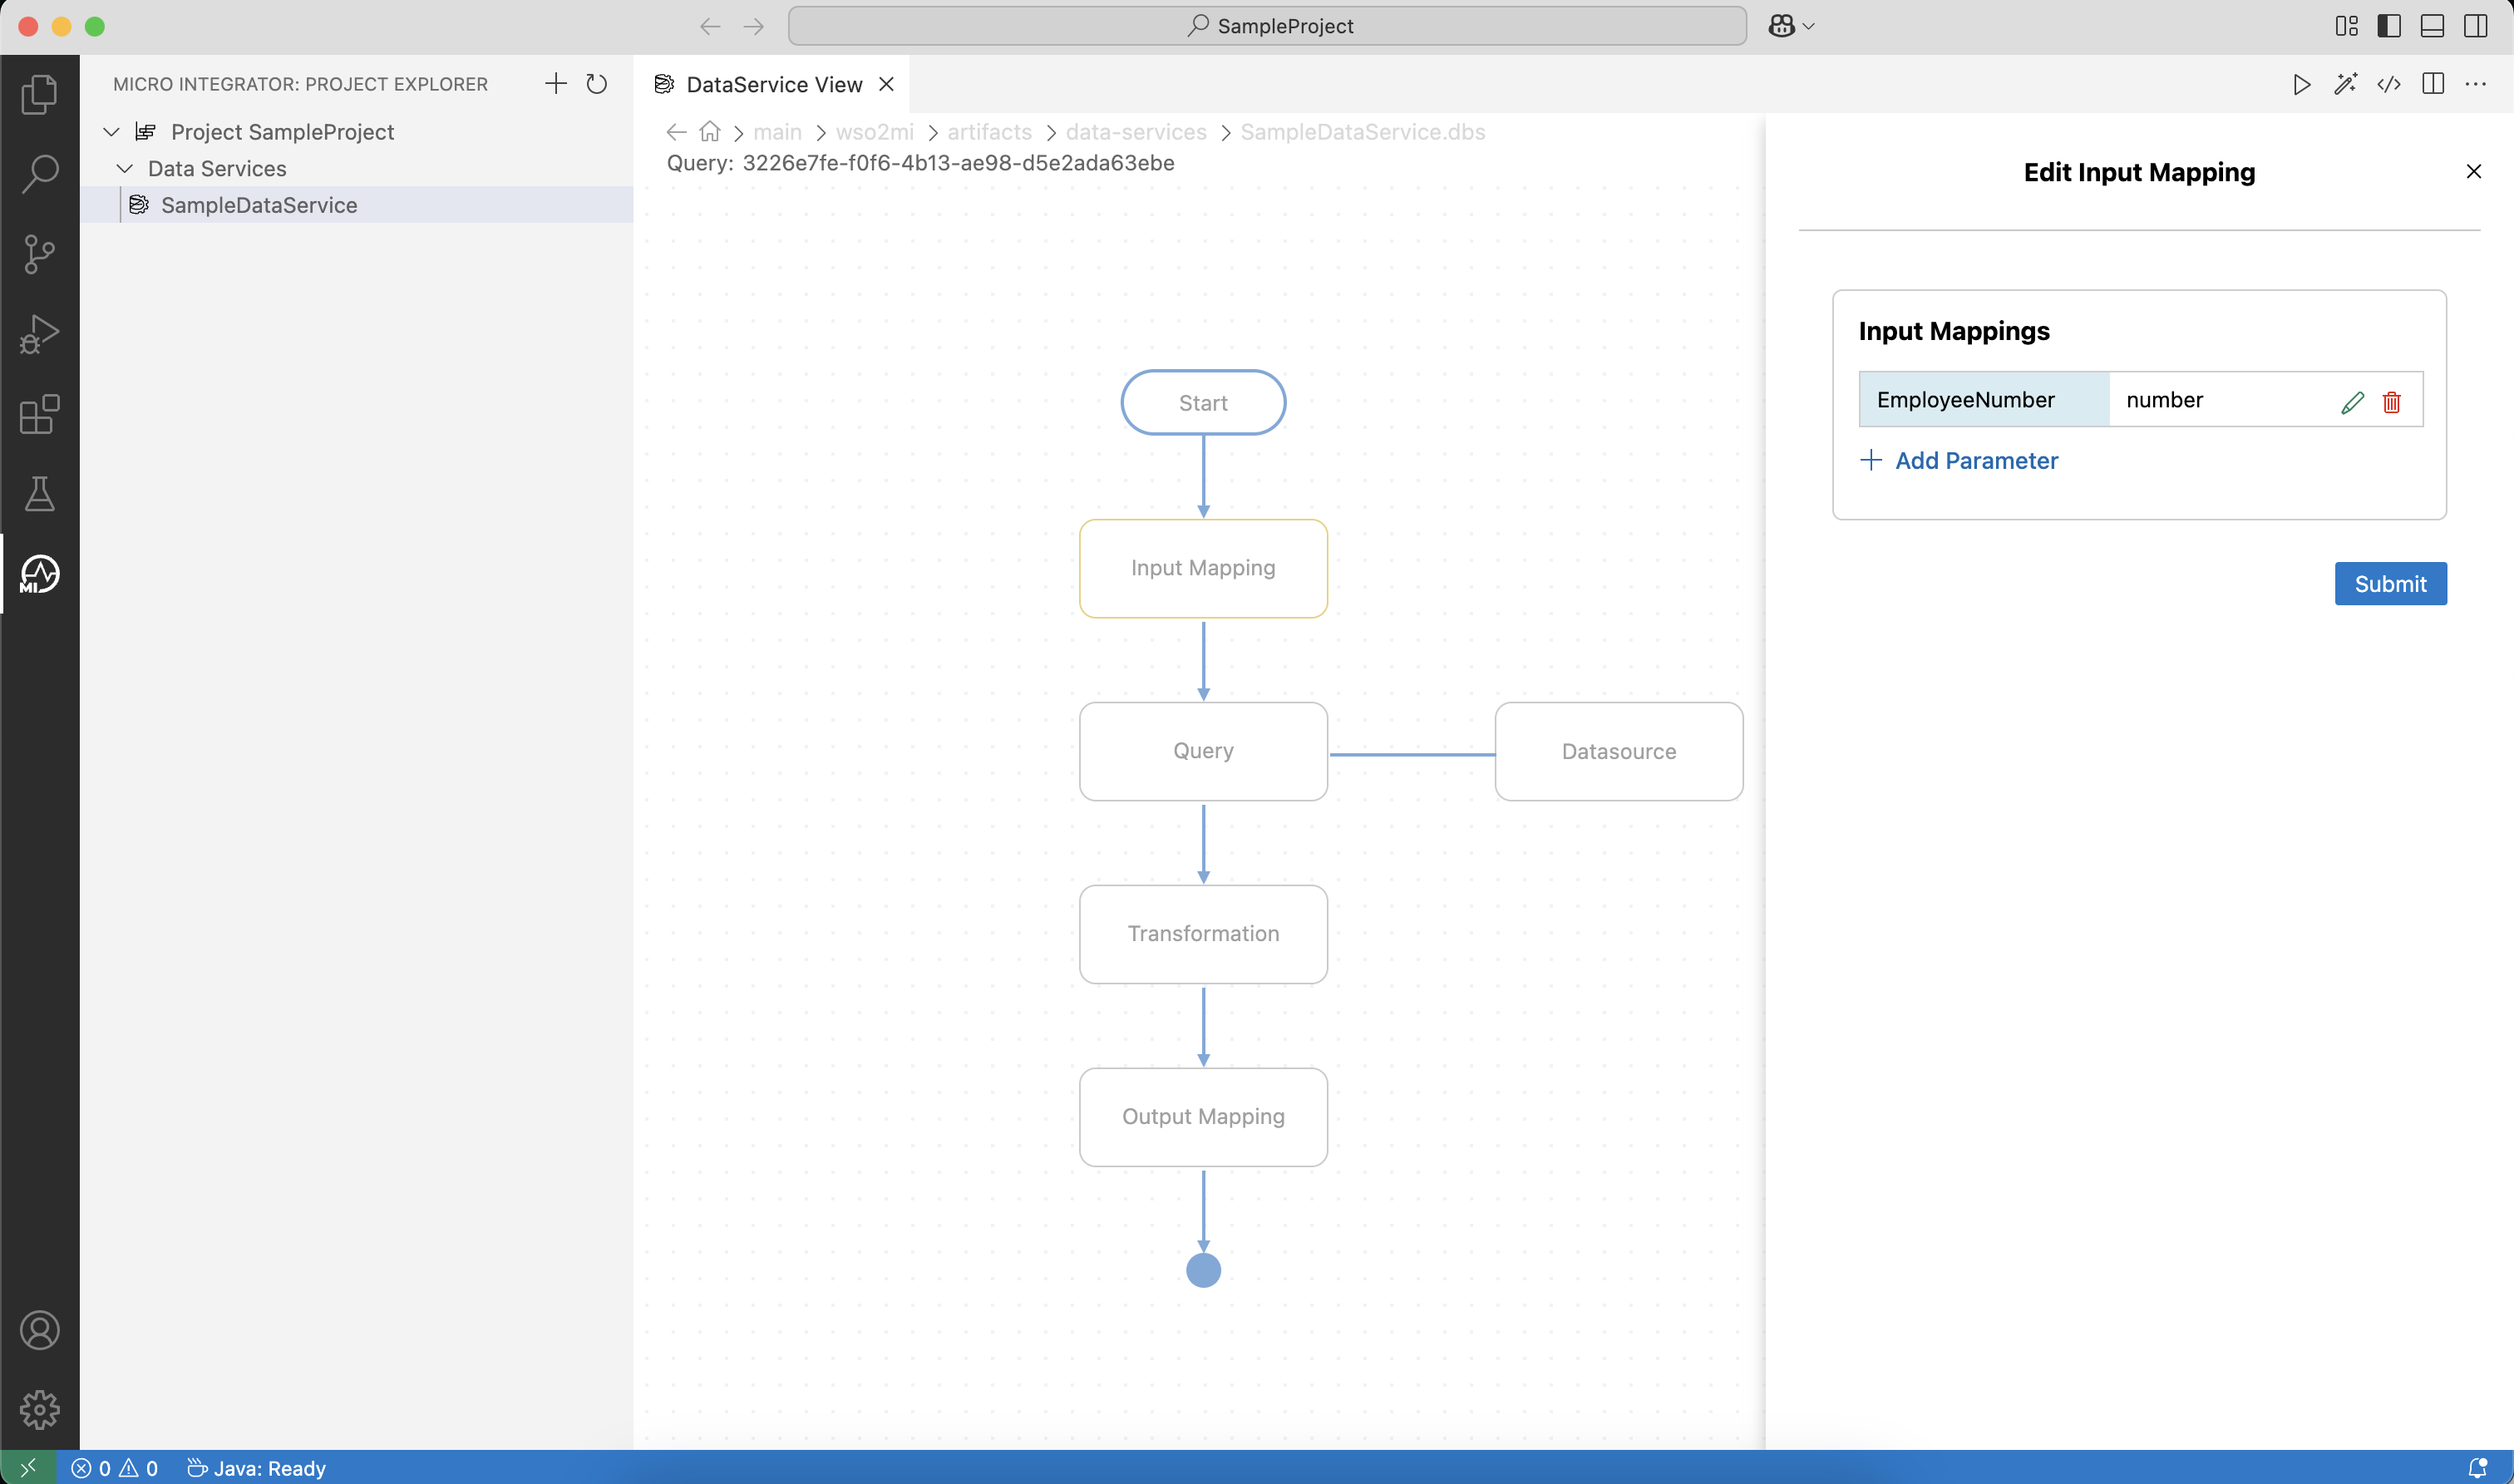 SampleProject
MICRO INTEGRATOR: PROJECT EXPLORER
Project SampleProject
Data Services
SampleDataService
DataService View
main > wso2mi > artifacts > data-services > SampleDataService.dbs
Query: 3226e7fe-f0f6-4b13-ae98-d5e2ada63ebe
Start
Input Mapping
Query
Datasource
Transformation
Output Mapping
Edit Input Mapping
Input Mappings
EmployeeNumber number
Add Parameter
Submit
MI
0 0 Java: Ready